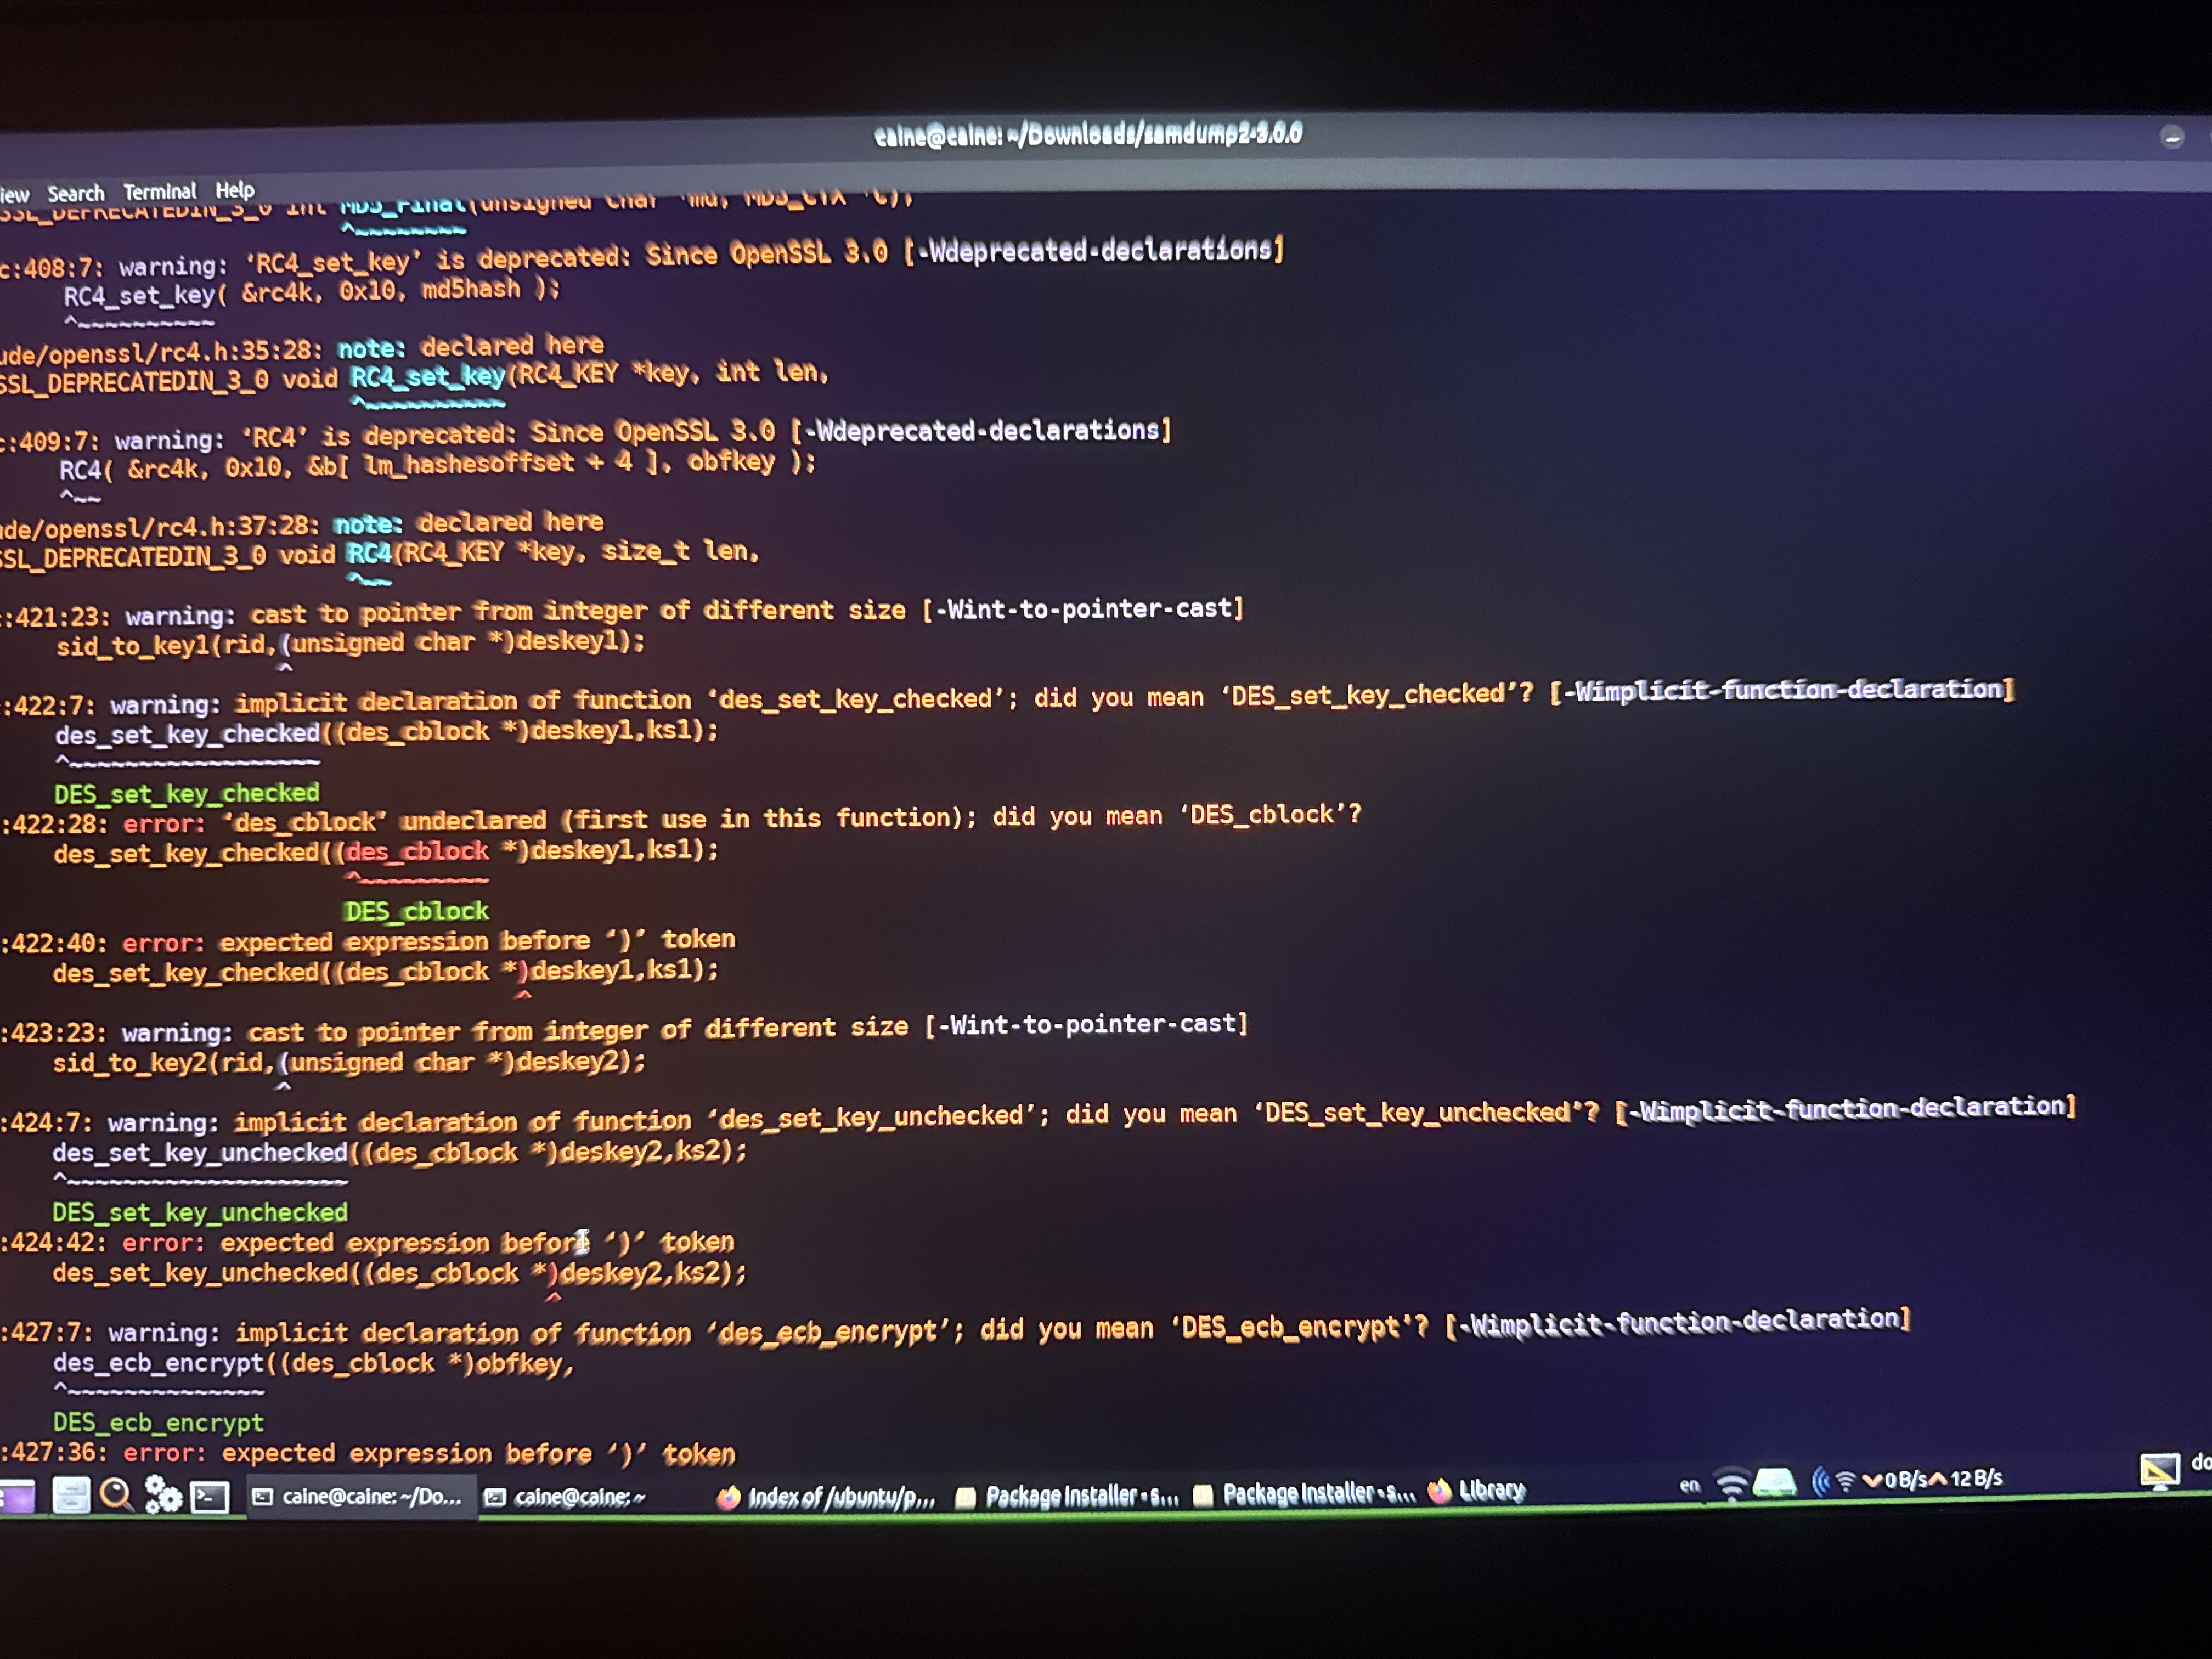 caine@caine: ~/Downloads/samdump2-3.0.0
iew Search Terminal Help
SSL_DEPRECATEDIN_3_0 int MD5_Final(unsigned char *md, MD5_CTX *c);
^~~~~~~~~
c:408:7: warning: ‘RC4_set_key’ is deprecated: Since OpenSSL 3.0 [-Wdeprecated-declarations]
RC4_set_key( &rc4k, 0x10, md5hash );
^~~~~~~~~~~
ude/openssl/rc4.h:35:28: note: declared here
SSL_DEPRECATEDIN_3_0 void RC4_set_key(RC4_KEY *key, int len,
^~~~~~~~~~~
c:409:7: warning: ‘RC4’ is deprecated: Since OpenSSL 3.0 [-Wdeprecated-declarations]
RC4( &rc4k, 0x10, &b[ lm_hashesoffset + 4 ], obfkey );
^~~
ude/openssl/rc4.h:37:28: note: declared here
SSL_DEPRECATEDIN_3_0 void RC4(RC4_KEY *key, size_t len,
^~~
:421:23: warning: cast to pointer from integer of different size [-Wint-to-pointer-cast]
sid_to_key1(rid,(unsigned char *)deskey1);
^
:422:7: warning: implicit declaration of function ‘des_set_key_checked’; did you mean ‘DES_set_key_checked’? [-Wimplicit-function-declaration]
des_set_key_checked((des_cblock *)deskey1,ks1);
^~~~~~~~~~~~~~~~~~~
DES_set_key_checked
:422:28: error: ‘des_cblock’ undeclared (first use in this function); did you mean ‘DES_cblock’?
des_set_key_checked((des_cblock *)deskey1,ks1);
^~~~~~~~~~
DES_cblock
:422:40: error: expected expression before ‘)’ token
des_set_key_checked((des_cblock *)deskey1,ks1);
^
:423:23: warning: cast to pointer from integer of different size [-Wint-to-pointer-cast]
sid_to_key2(rid,(unsigned char *)deskey2);
^
:424:7: warning: implicit declaration of function ‘des_set_key_unchecked’; did you mean ‘DES_set_key_unchecked’? [-Wimplicit-function-declaration]
des_set_key_unchecked((des_cblock *)deskey2,ks2);
^~~~~~~~~~~~~~~~~~~~~
DES_set_key_unchecked
:424:42: error: expected expression before ‘)’ token
des_set_key_unchecked((des_cblock *)deskey2,ks2);
^
:427:7: warning: implicit declaration of function ‘des_ecb_encrypt’; did you mean ‘DES_ecb_encrypt’? [-Wimplicit-function-declaration]
des_ecb_encrypt((des_cblock *)obfkey,
^~~~~~~~~~~~~~~
DES_ecb_encrypt
:427:36: error: expected expression before ‘)’ token
caine@caine: ~/Do... caine@caine: ~ Index of /ubuntu/p... Package Installer - s... Package Installer - s... Library en 0 B/s 12 B/s do